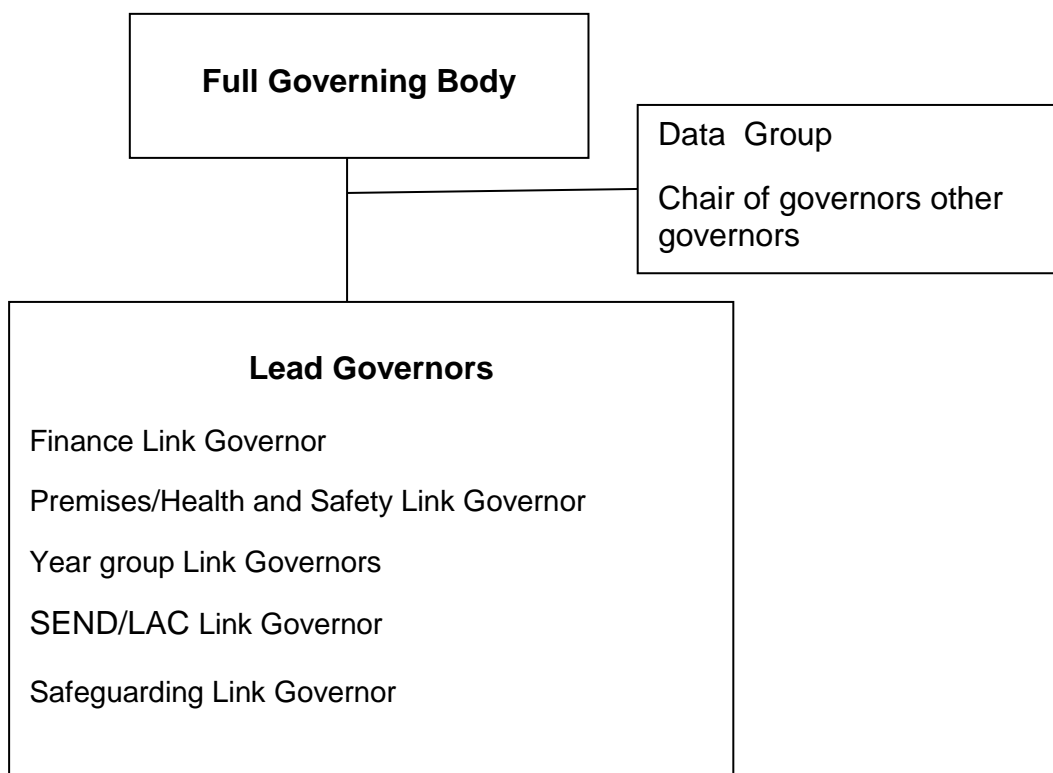 Full Governing Body
Data Group
Chair of governors other
governors
Lead Governors
Finance Link Governor
Premises/Health and Safety Link Governor
Year group Link Governors
SEND/LAC Link Governor
Safeguarding Link Governor